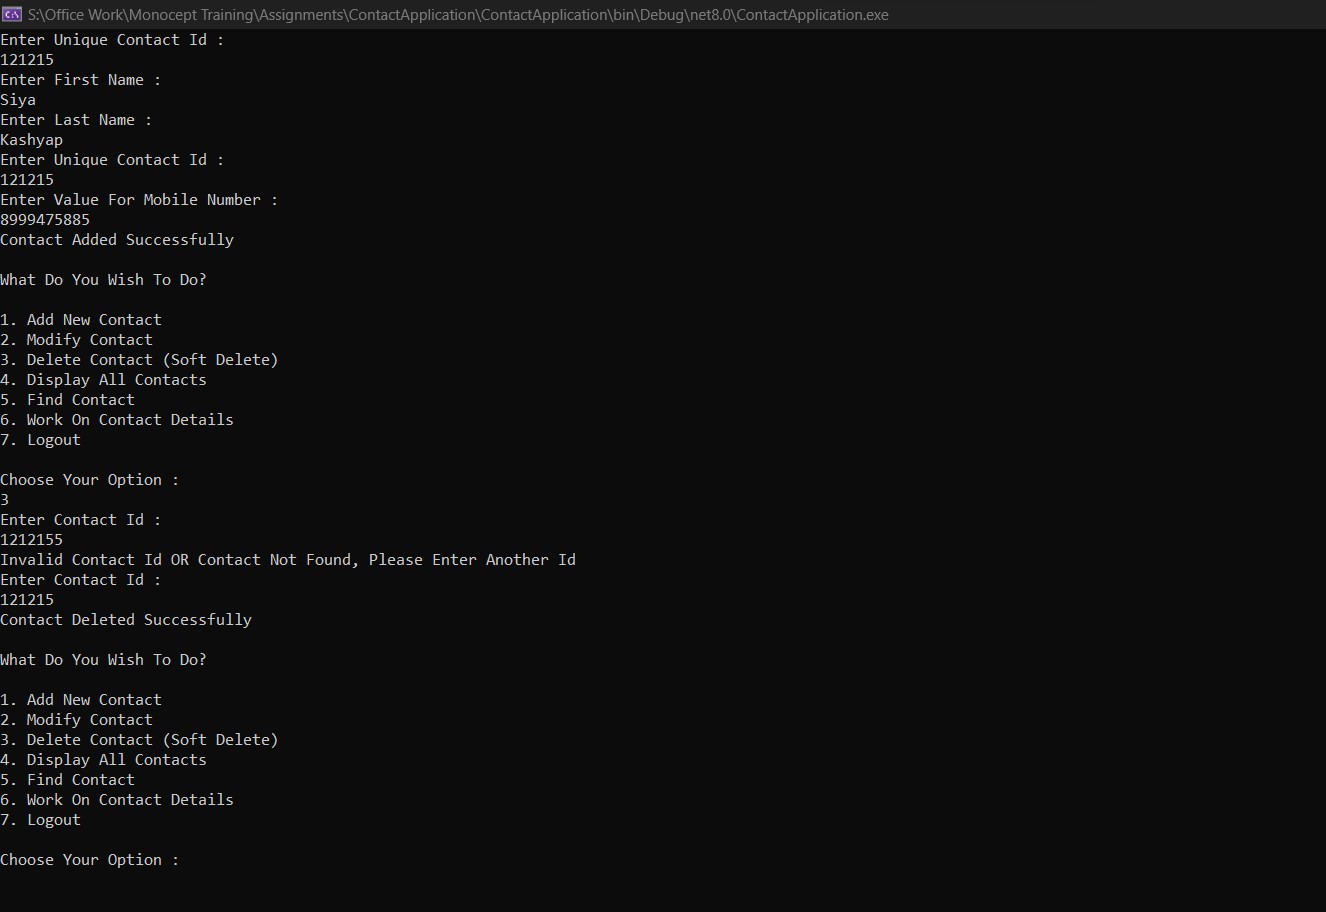 S:\Office Work\Monocept Training\Assignments\ContactApplication\ContactApplication\bin\Debug\net8.0\ContactApplication.exe
Enter Unique Contact Id :
121215
Enter First Name :
Siya
Enter Last Name :
Kashyap
Enter Unique Contact Id :
121215
Enter Value For Mobile Number :
8999475885
Contact Added Successfully
What Do You Wish To Do?
1. Add New Contact
2. Modify Contact
3. Delete Contact (Soft Delete)
4. Display All Contacts
5. Find Contact
6. Work On Contact Details
7. Logout
Choose Your Option :
3
Enter Contact Id :
1212155
Invalid Contact Id OR Contact Not Found, Please Enter Another Id
Enter Contact Id :
121215
Contact Deleted Successfully
What Do You Wish To Do?
1. Add New Contact
2. Modify Contact
3. Delete Contact (Soft Delete)
4. Display All Contacts
5. Find Contact
6. Work On Contact Details
7. Logout
Choose Your Option :